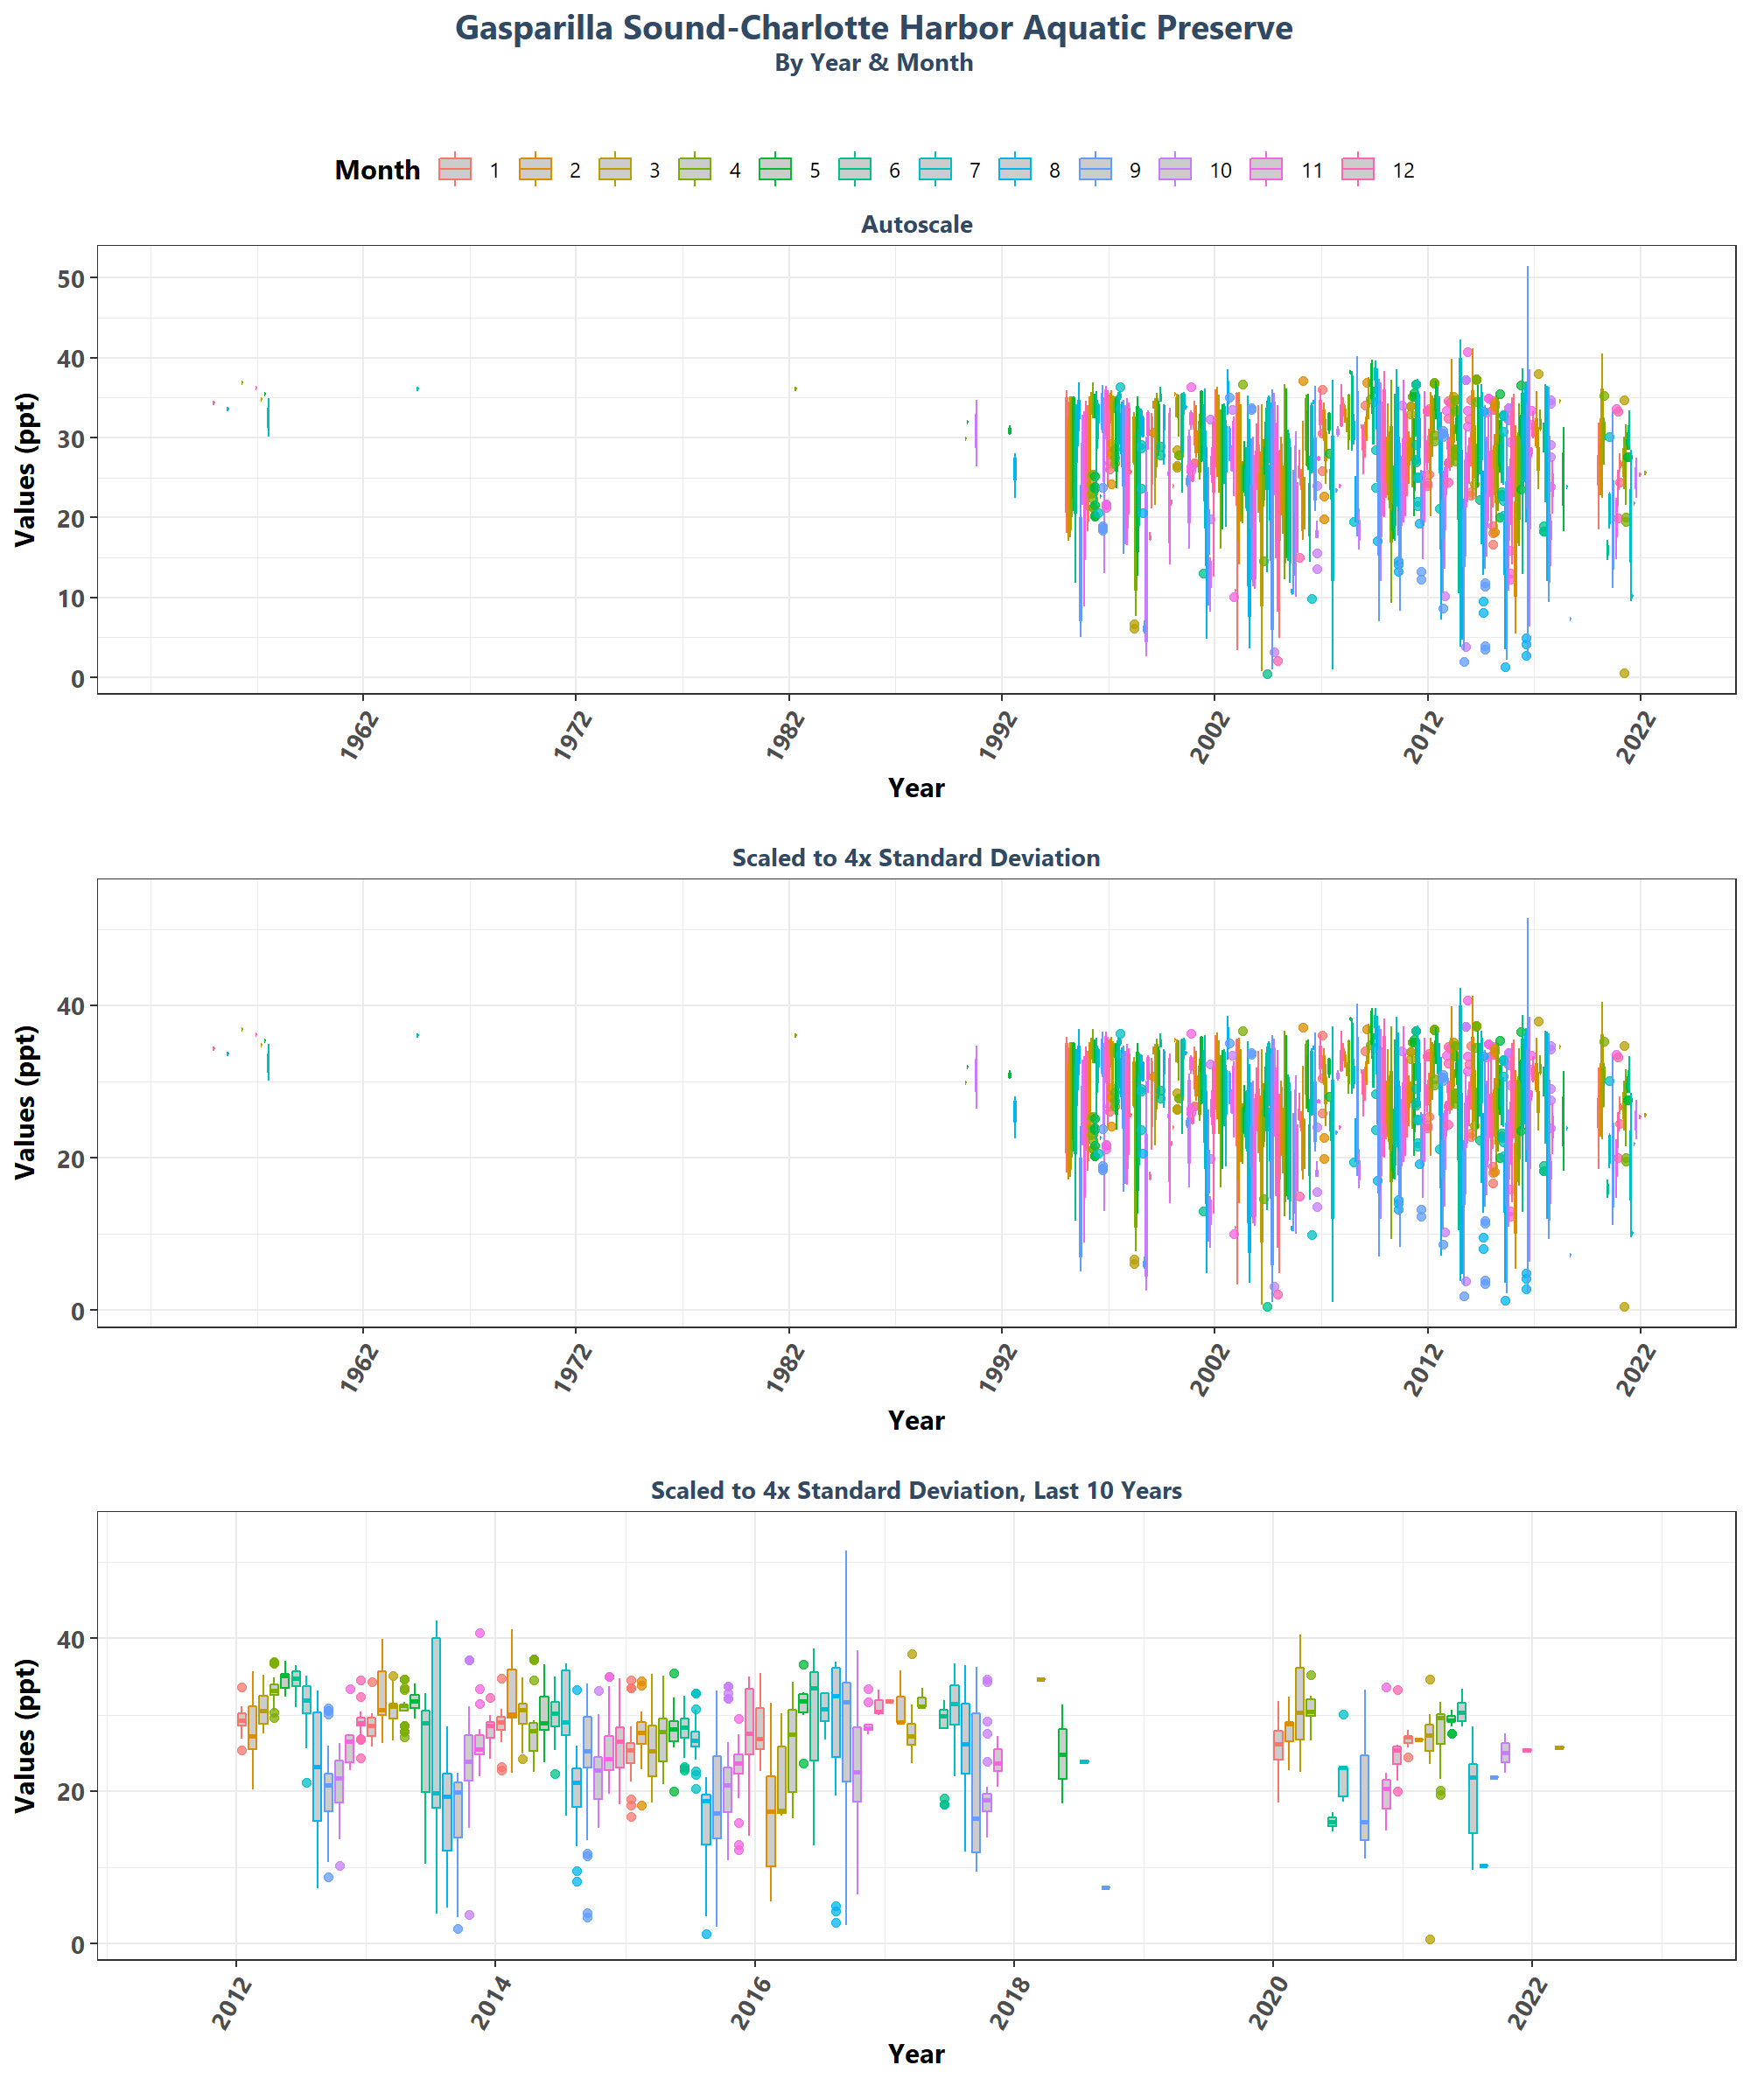 Gasparilla Sound-Charlotte Harbor Aquatic Preserve
By Year & Month
Month 1 2 3 4 5 6 7 8 9 10 11 12
Autoscale
Values (ppt)
50
40
30
20
10
0
1962 1972 1982 1992 2002 2012 2022
Year
Scaled to 4x Standard Deviation
Values (ppt)
40
20
0
1962 1972 1982 1992 2002 2012 2022
Year
Scaled to 4x Standard Deviation, Last 10 Years
Values (ppt)
40
20
0
2012 2014 2016 2018 2020 2022
Year